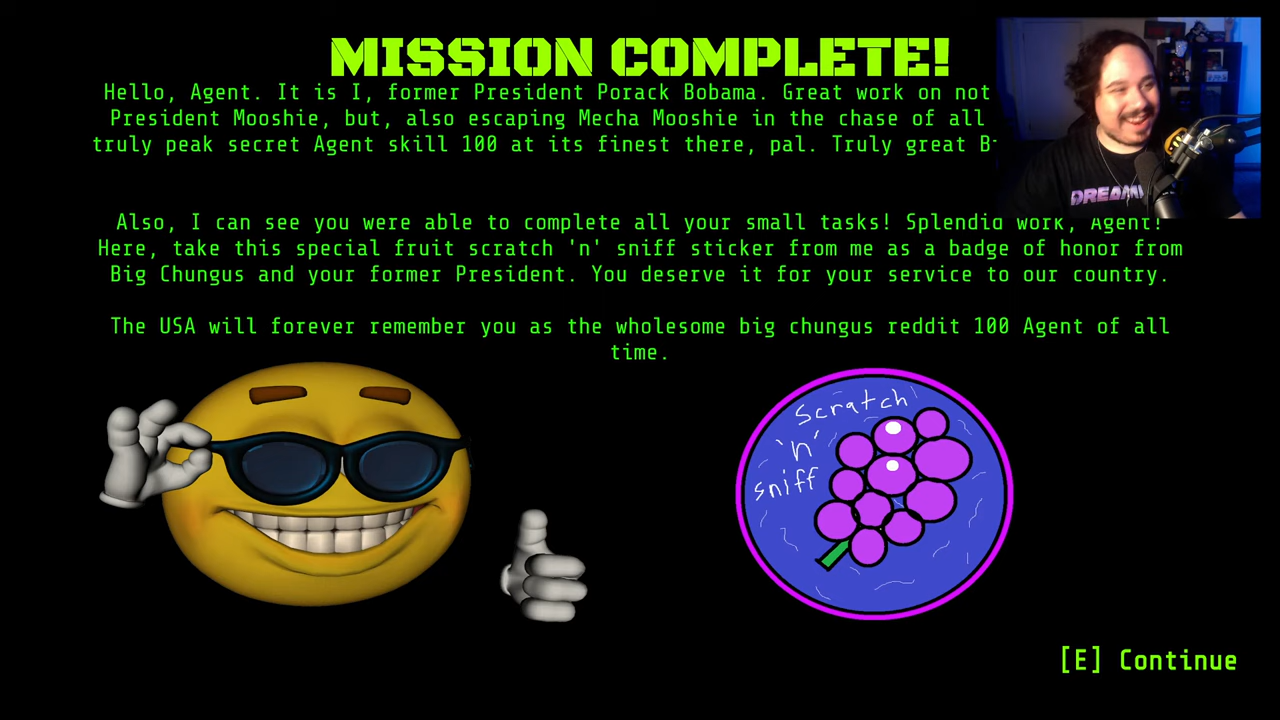 MISSION COMPLETE!
Hello, Agent. It is I, former President Porack Bobama. Great work on not
President Mooshie, but, also escaping Mecha Mooshie in the chase of all
truly peak secret Agent skill 100 at its finest there, pal. Truly great
Also, I can see you were able to complete all your small tasks! Splendid work, Agent!
Here, take this special fruit scratch 'n' sniff sticker from me as a badge of honor from
Big Chungus and your former President. You deserve it for your service to our country.
The USA will forever remember you as the wholesome big chungus reddit 100 Agent of all
time.
Scratch
'n'
sniff
[E] Continue